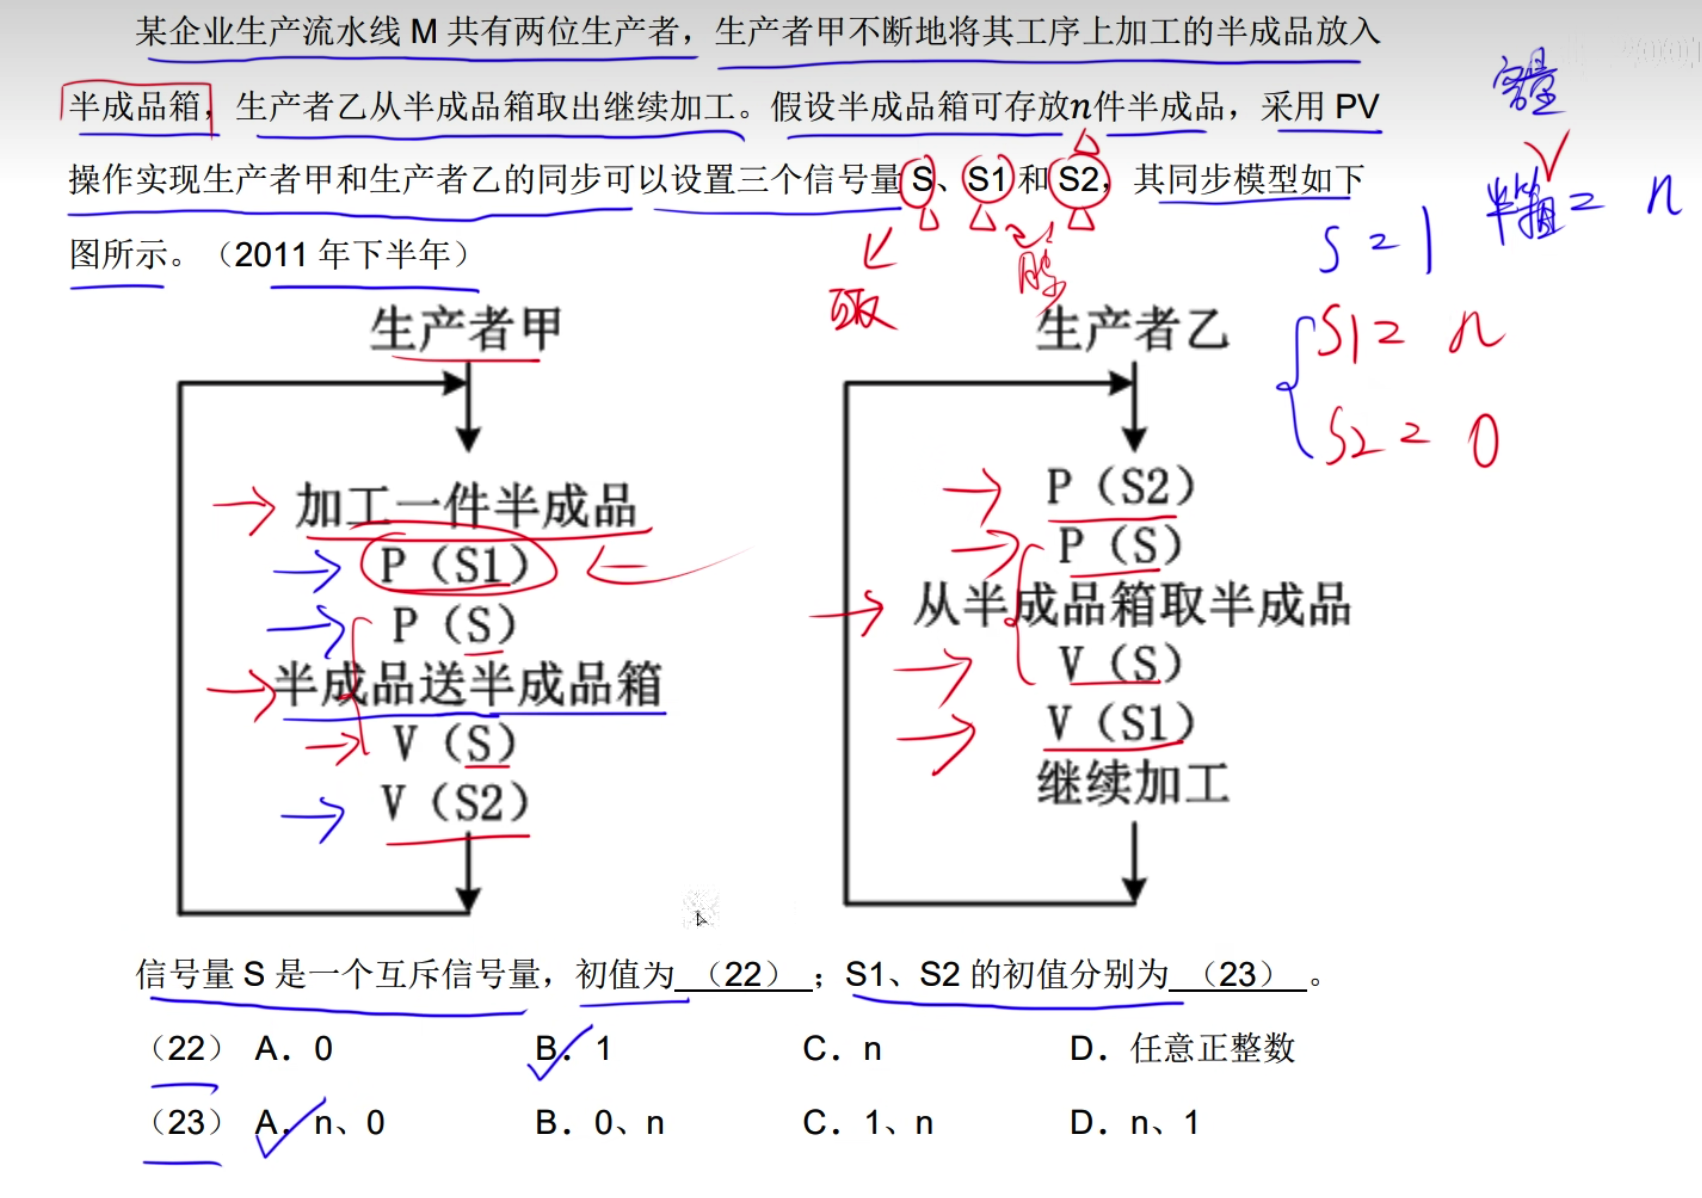 某企业生产流水线 M 共有两位生产者，生产者甲不断地将其工序上加工的半成品放入
半成品箱，生产者乙从半成品箱取出继续加工。假设半成品箱可存放n件半成品，采用 PV
操作实现生产者甲和生产者乙的同步可以设置三个信号量 S、S1 和 S2，其同步模型如下
图所示。（2011 年下半年）
容量
半箱 = n
S = 1
S1 = n
S2 = 0
生产者甲
加工一件半成品
P（S1）
P（S）
半成品送半成品箱
V（S）
V（S2）
生产者乙
P（S2）
P（S）
从半成品箱取半成品
V（S）
V（S1）
继续加工
信号量 S 是一个互斥信号量，初值为（22）；S1、S2 的初值分别为（23）。
（22） A．0 B．1 C．n D．任意正整数
（23） A．n、0 B．0、n C．1、n D．n、1